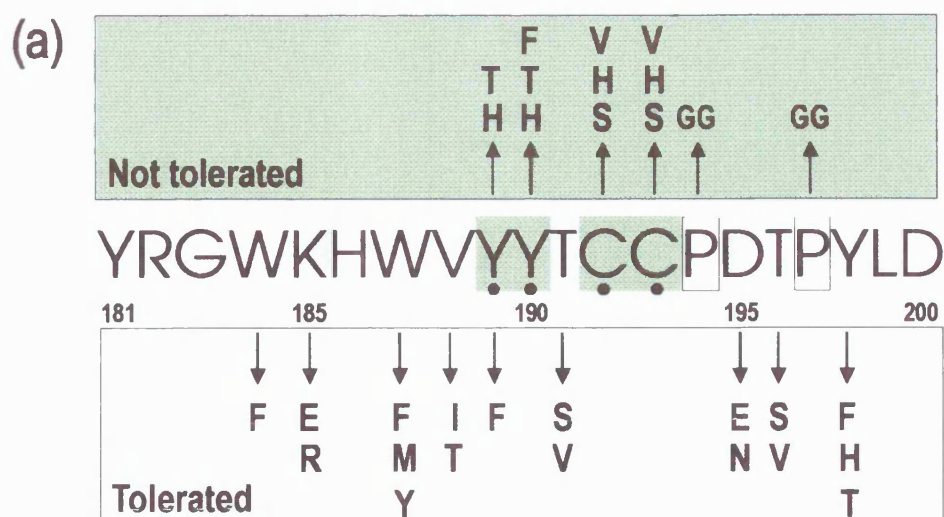 (a)
F V V
T T H H
H H S S GG GG
Not tolerated
YRGWKHWVYYTCCPDTPYLD
181 185 190 195 200
F E F I F S E S F
R M T V N V H
Tolerated Y T